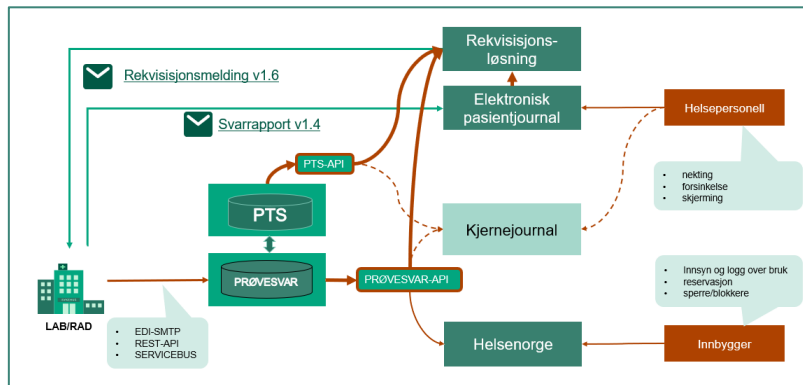 Rekvisisjons-
løsning
Rekvisisjonsmelding v1.6
Elektronisk
pasientjournal
Helsepersonell
Svarrapport v1.4
PTS-API
• nekting
• forsinkelse
• skjerming
PTS
Kjernejournal
PRØVESVAR
PRØVESVAR-API
• Innsyn og logg over bruk
• reservasjon
• sperre/blokkere
LAB/RAD
• EDI-SMTP
• REST-API
• SERVICEBUS
Helsenorge
Innbygger